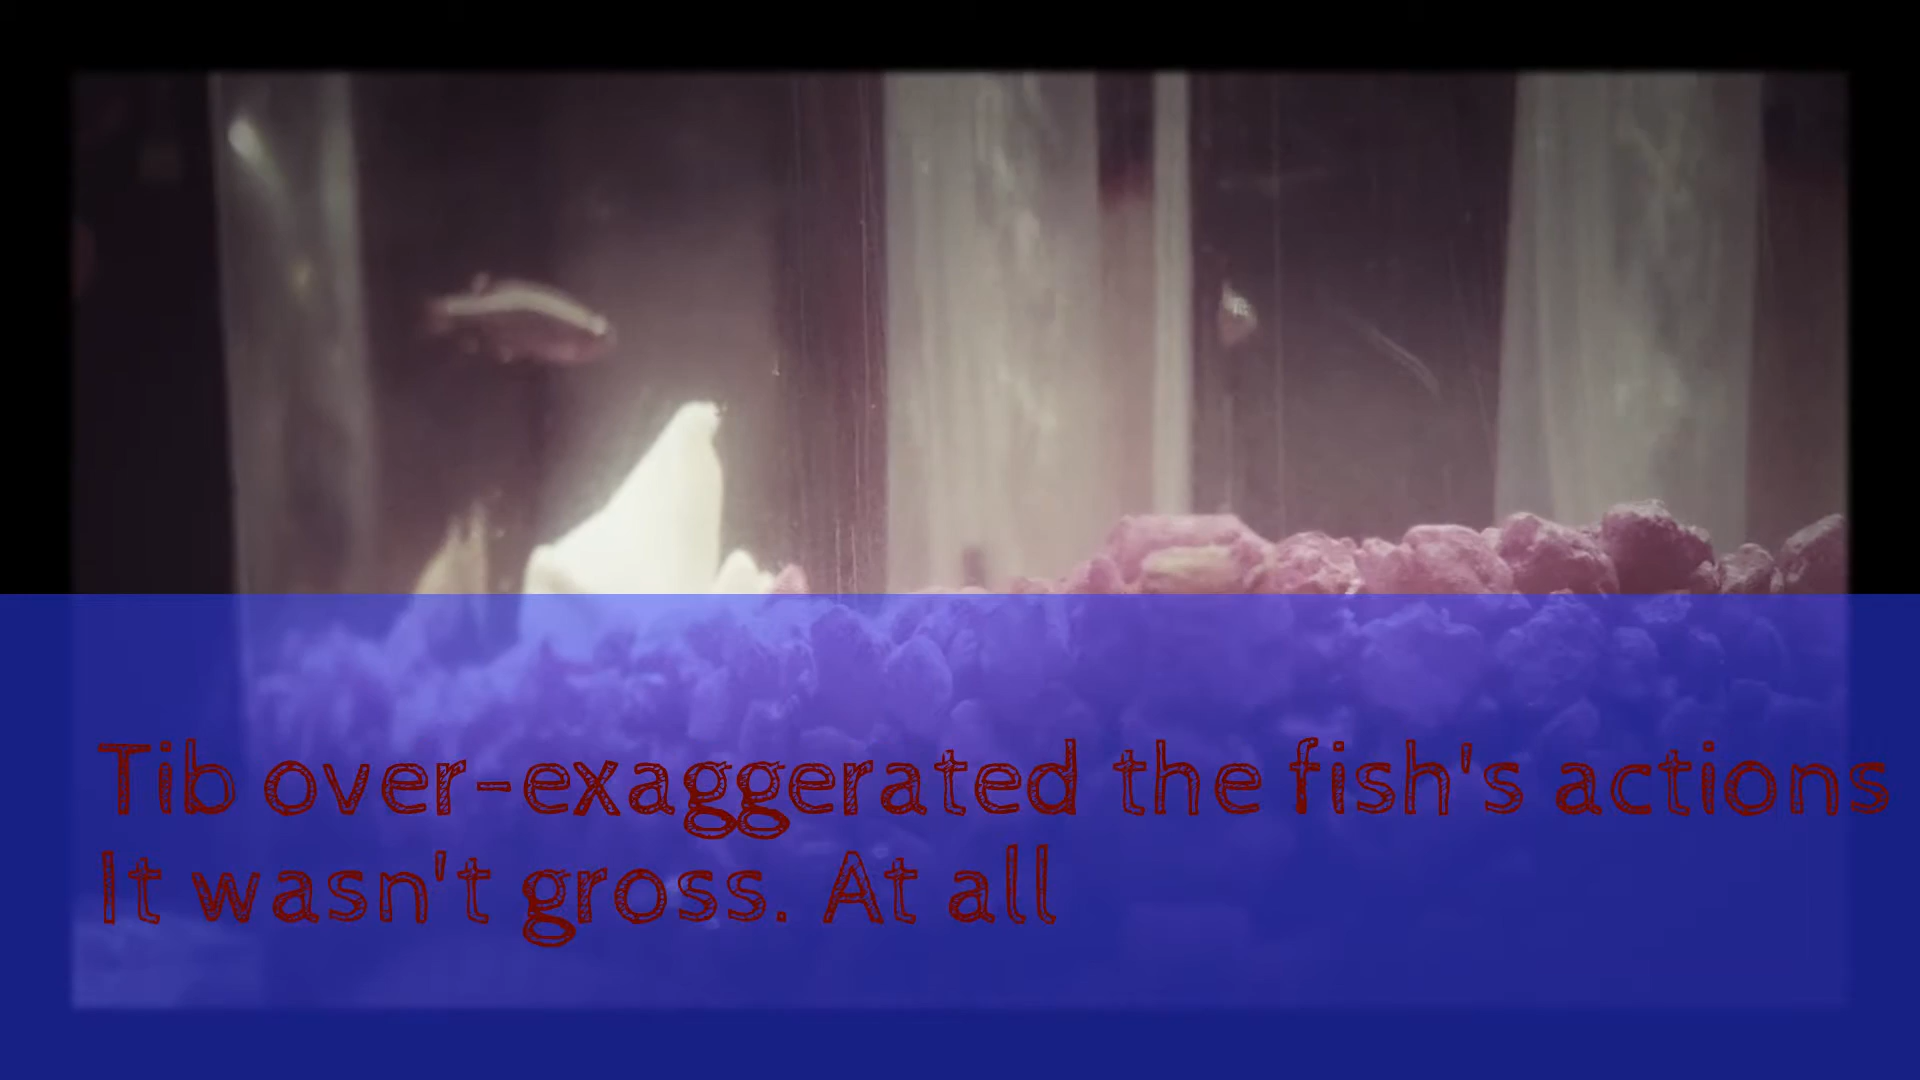 Tib over-exaggerated the fish's actions
It wasn't gross. At all